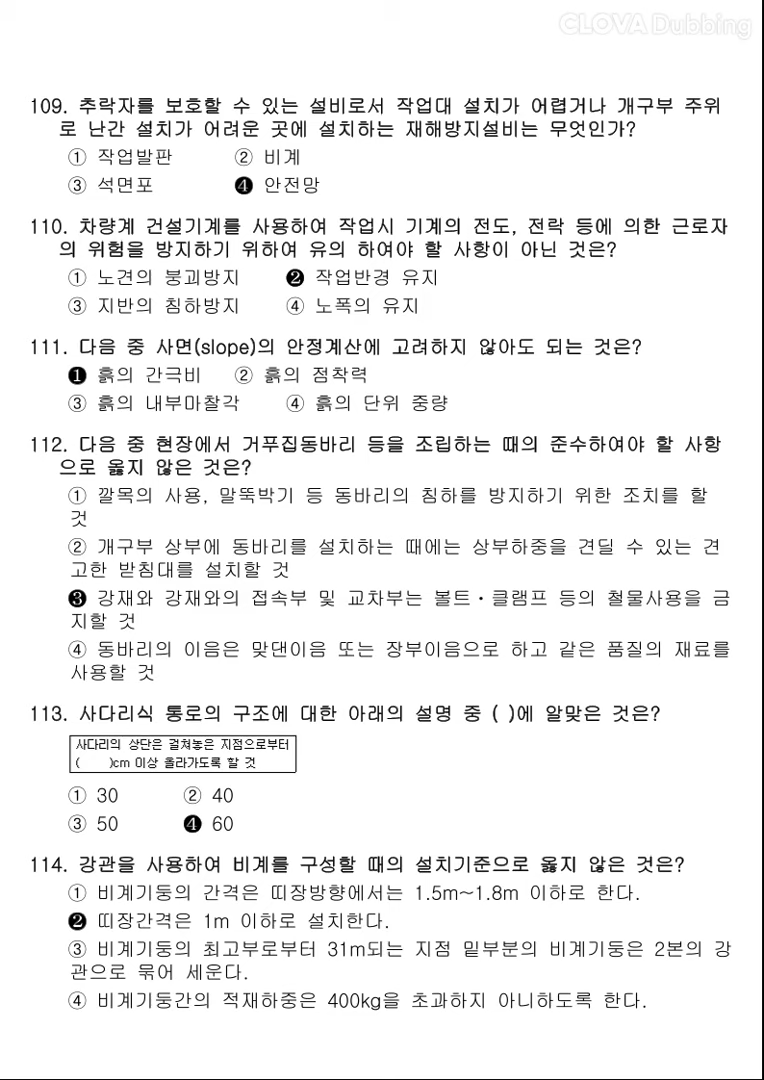 CLOVA Dubbing
109. 추락자를 보호할 수 있는 설비로서 작업대 설치가 어렵거나 개구부 주위
로 난간 설치가 어려운 곳에 설치하는 재해방지설비는 무엇인가?
① 작업발판 ② 비계
③ 석면포 ❹ 안전망
110. 차량계 건설기계를 사용하여 작업시 기계의 전도, 전락 등에 의한 근로자
의 위험을 방지하기 위하여 유의 하여야 할 사항이 아닌 것은?
① 노견의 붕괴방지 ❷ 작업반경 유지
③ 지반의 침하방지 ④ 노폭의 유지
111. 다음 중 사면(slope)의 안정계산에 고려하지 않아도 되는 것은?
❶ 흙의 간극비 ② 흙의 점착력
③ 흙의 내부마찰각 ④ 흙의 단위 중량
112. 다음 중 현장에서 거푸집동바리 등을 조립하는 때의 준수하여야 할 사항
으로 옳지 않은 것은?
① 깔목의 사용, 말뚝박기 등 동바리의 침하를 방지하기 위한 조치를 할
것
② 개구부 상부에 동바리를 설치하는 때에는 상부하중을 견딜 수 있는 견
고한 받침대를 설치할 것
❸ 강재와 강재와의 접속부 및 교차부는 볼트·클램프 등의 철물사용을 금
지할 것
④ 동바리의 이음은 맞댄이음 또는 장부이음으로 하고 같은 품질의 재료를
사용할 것
113. 사다리식 통로의 구조에 대한 아래의 설명 중 ( )에 알맞은 것은?
사다리의 상단은 걸쳐놓은 지점으로부터
( )cm 이상 올라가도록 할 것
① 30 ② 40
③ 50 ❹ 60
114. 강관을 사용하여 비계를 구성할 때의 설치기준으로 옳지 않은 것은?
① 비계기둥의 간격은 띠장방향에서는 1.5m~1.8m 이하로 한다.
❷ 띠장간격은 1m 이하로 설치한다.
③ 비계기둥의 최고부로부터 31m되는 지점 밑부분의 비계기둥은 2본의 강
관으로 묶어 세운다.
④ 비계기둥간의 적재하중은 400kg을 초과하지 아니하도록 한다.